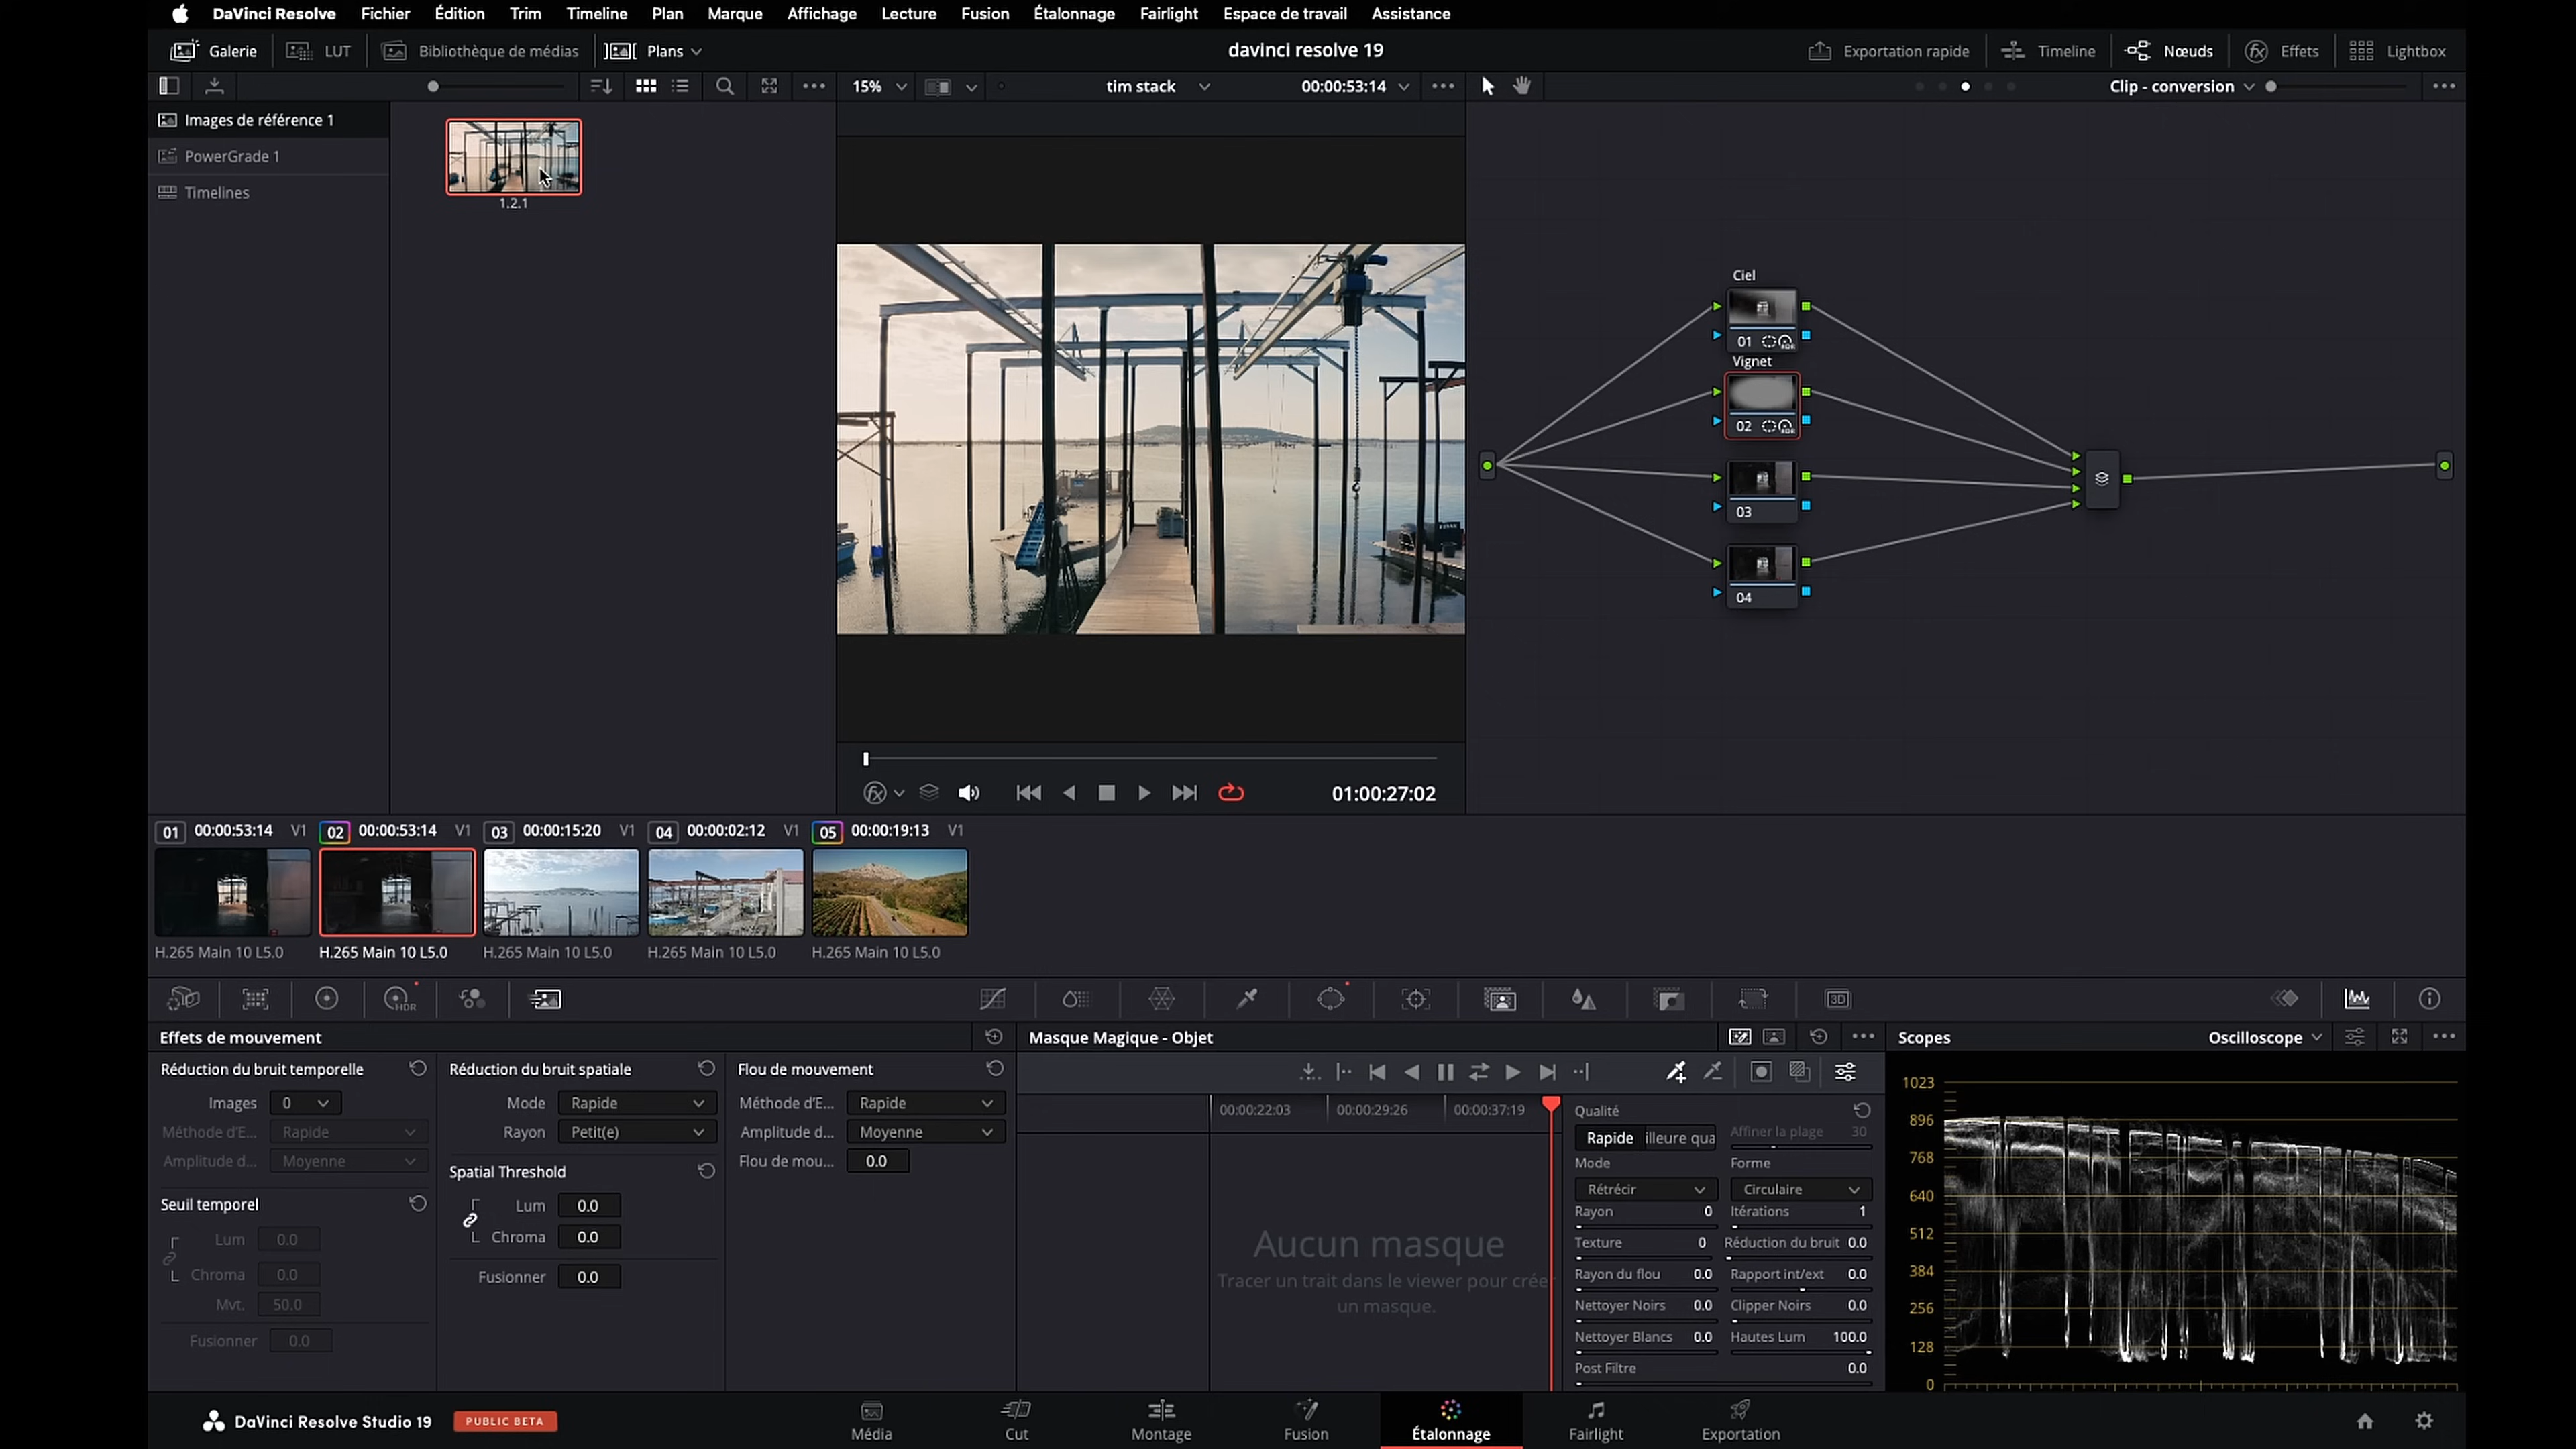 DaVinci Resolve Fichier Édition Trim Timeline Plan Marque Affichage Lecture Fusion Étalonnage Fairlight Espace de travail Assistance
Galerie LUT Bibliothèque de médias Plans davinci resolve 19 Exportation rapide Timeline Nœuds Effets Lightbox
15% tim stack 00:00:53:14 Clip - conversion
Images de référence 1
PowerGrade 1
Timelines
1.2.1
Ciel
01
Vignet
02
03
04
01:00:27:02
01 00:00:53:14 V1 02 00:00:53:14 V1 03 00:00:15:20 V1 04 00:00:02:12 V1 05 00:00:19:13 V1
H.265 Main 10 L5.0 H.265 Main 10 L5.0 H.265 Main 10 L5.0 H.265 Main 10 L5.0 H.265 Main 10 L5.0
HDR 3D
Effets de mouvement
Réduction du bruit temporelle
Images 0
Méthode d'E... Rapide
Amplitude d... Moyenne
Seuil temporel
Lum 0.0
Chroma 0.0
Mvt. 50.0
Fusionner 0.0
Réduction du bruit spatiale
Mode Rapide
Rayon Petit(e)
Spatial Threshold
Lum 0.0
Chroma 0.0
Fusionner 0.0
Flou de mouvement
Méthode d'E... Rapide
Amplitude d... Moyenne
Flou de mou... 0.0
Masque Magique - Objet
00:00:22:03 00:00:29:26 00:00:37:19
Aucun masque
Tracer un trait dans le viewer pour créer
un masque.
Qualité
Rapide illeure qua Affiner la plage 30
Mode Forme
Rétrécir Circulaire
Rayon 0 Itérations 1
Texture 0 Réduction du bruit 0.0
Rayon du flou 0.0 Rapport int/ext 0.0
Nettoyer Noirs 0.0 Clipper Noirs 0.0
Nettoyer Blancs 0.0 Hautes Lum 100.0
Post Filtre 0.0
Scopes Oscilloscope
1023
896
768
640
512
384
256
128
0
DaVinci Resolve Studio 19 PUBLIC BETA
Média Cut Montage Fusion Étalonnage Fairlight Exportation